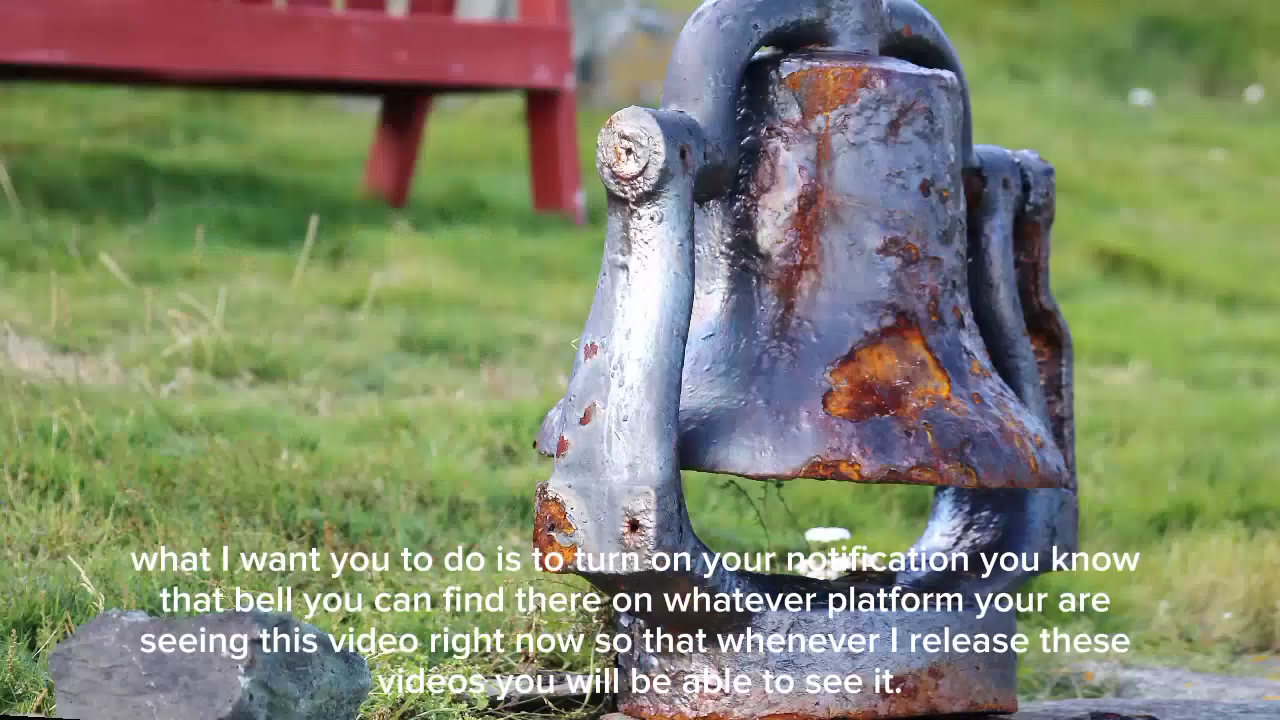 what I want you to do is to turn on your notification you know
that bell you can find there on whatever platform your are
seeing this video right now so that whenever I release these
videos you will be able to see it.